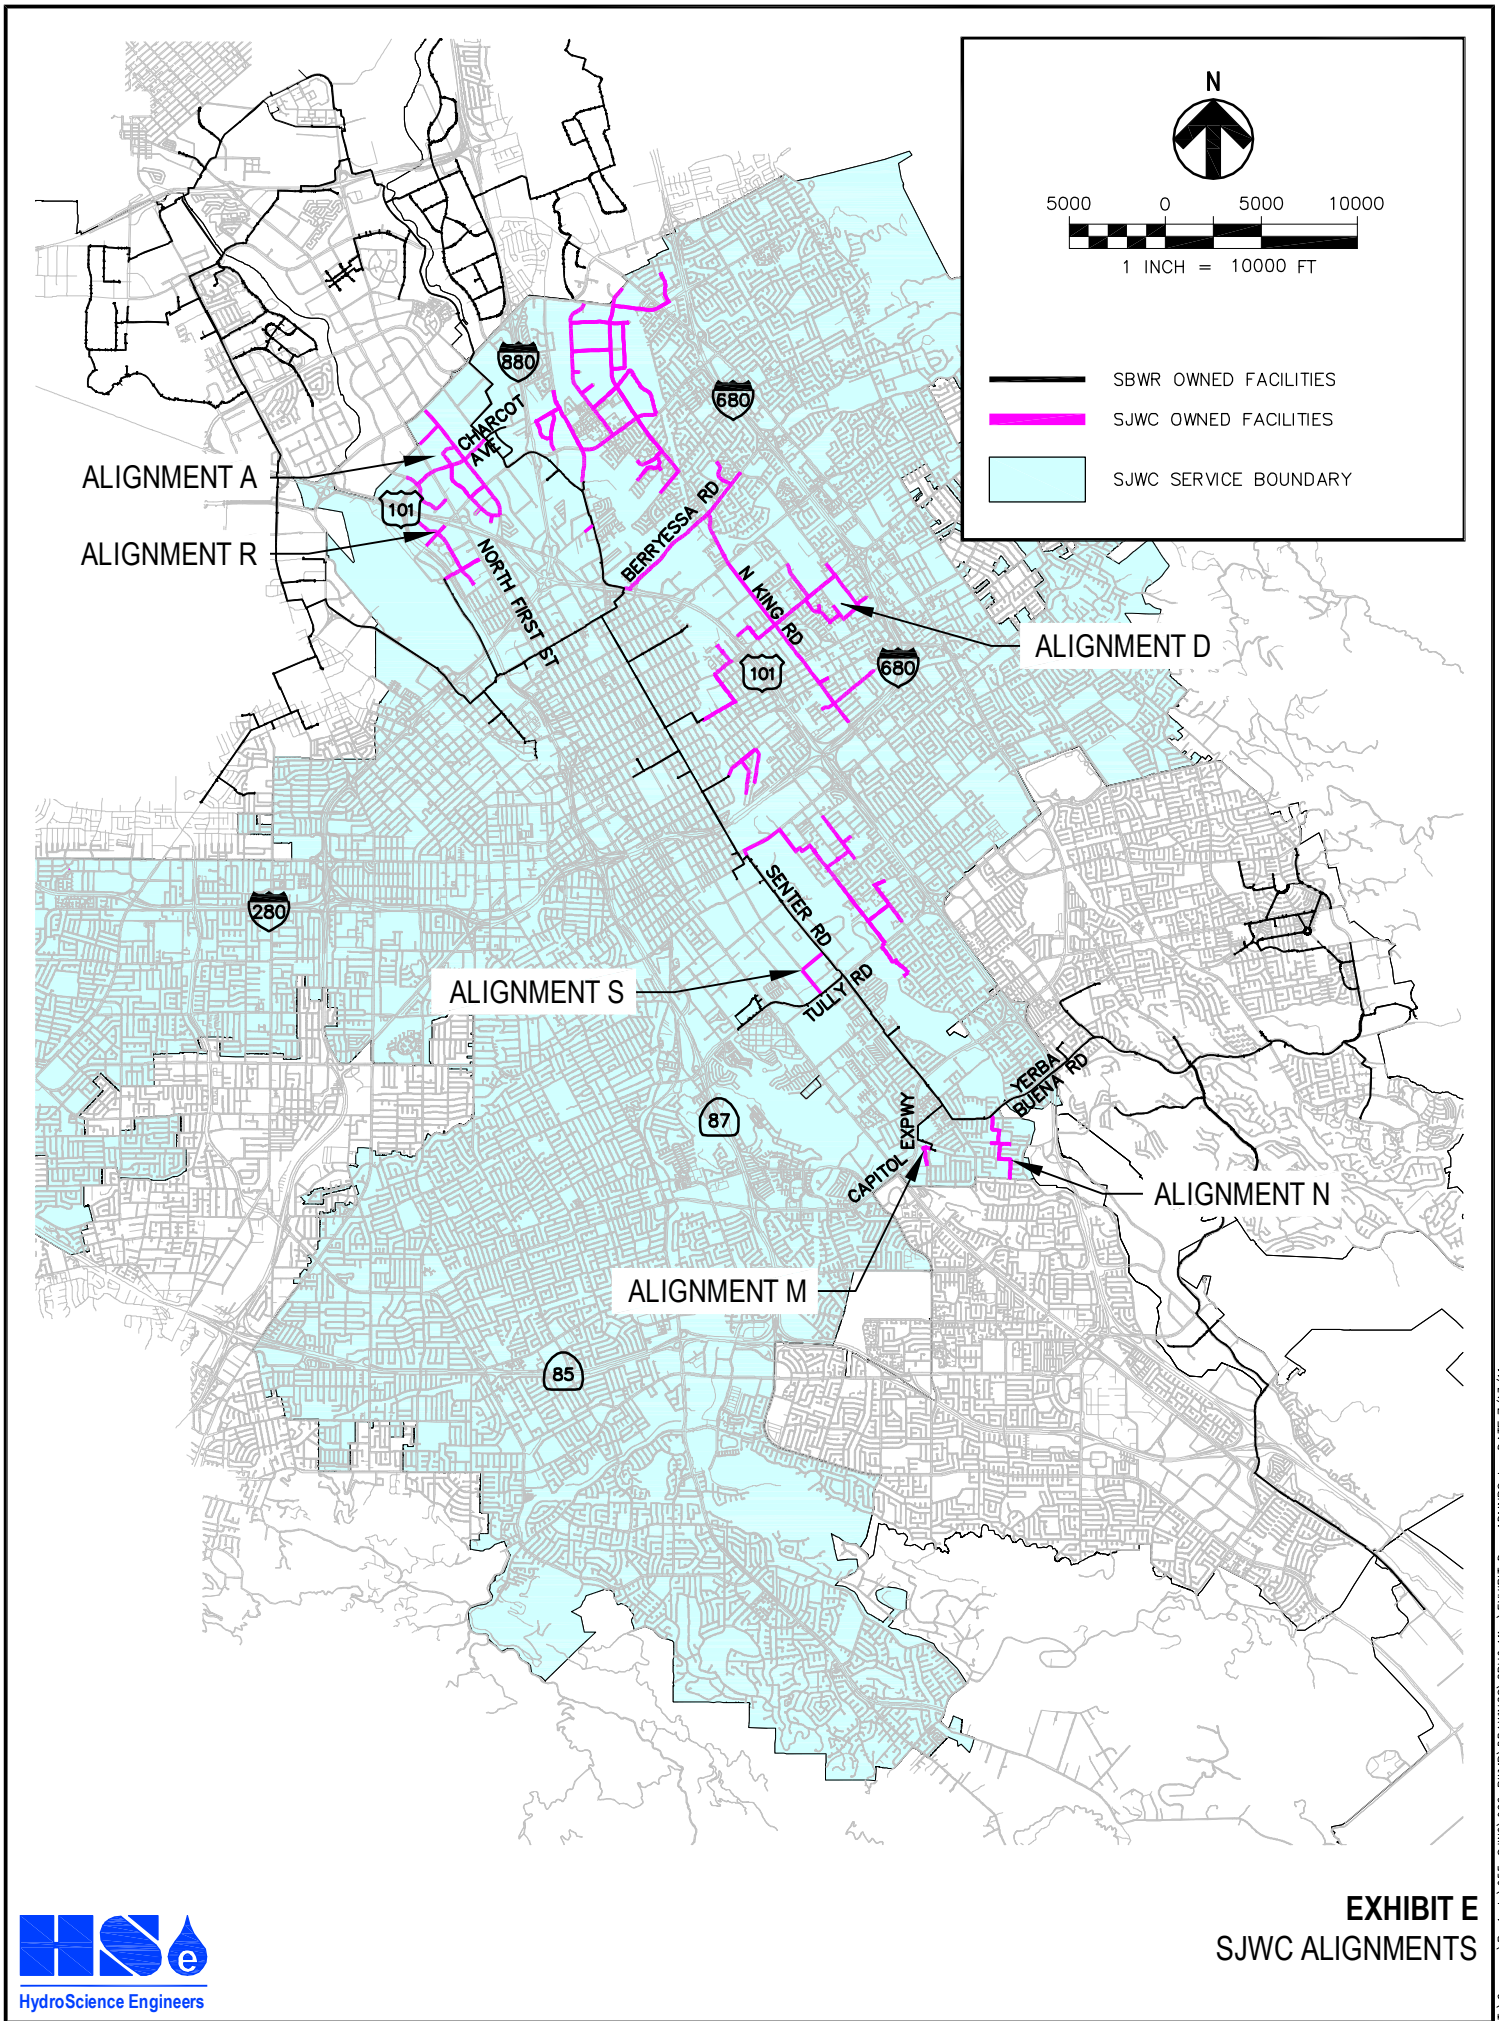 N
5000 0 5000 10000
1 INCH = 10000 FT
SBWR OWNED FACILITIES
SJWC OWNED FACILITIES
SJWC SERVICE BOUNDARY
880
680
CHARCOT
AVE
ALIGNMENT A
101
ALIGNMENT R
BERRYESSA RD
NORTH FIRST ST
N KING RD
ALIGNMENT D
101
680
280
SENTER RD
ALIGNMENT S
TULLY RD
YERBA
BUENA RD
87
CAPITOL EXPWY
ALIGNMENT N
ALIGNMENT M
85
EXHIBIT E
SJWC ALIGNMENTS
HSe
HydroScience Engineers